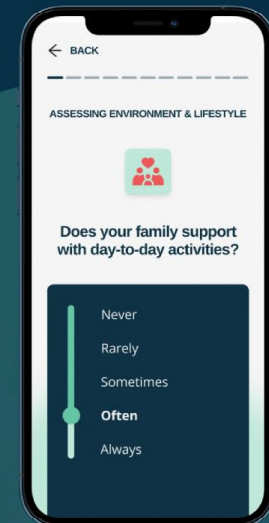 BACK
ASSESSING ENVIRONMENT & LIFESTYLE
Does your family support
with day-to-day activities?
Never
Rarely
Sometimes
Often
Always